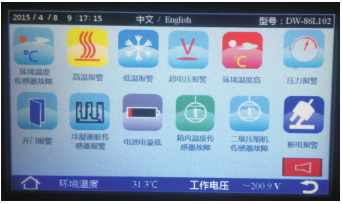 2015 / 4 / 8 9 : 17 : 15 中文 / English 型号：DW-86L102
环境温度传感器故障
高温报警
低温报警
超电压报警
环境温度高
压力报警
开门报警
冷凝器脏传感器报警
电池电量低
箱内温度传感器故障
二级压缩机传感器故障
断电报警
环境温度 31.3℃ 工作电压 ~200.9V